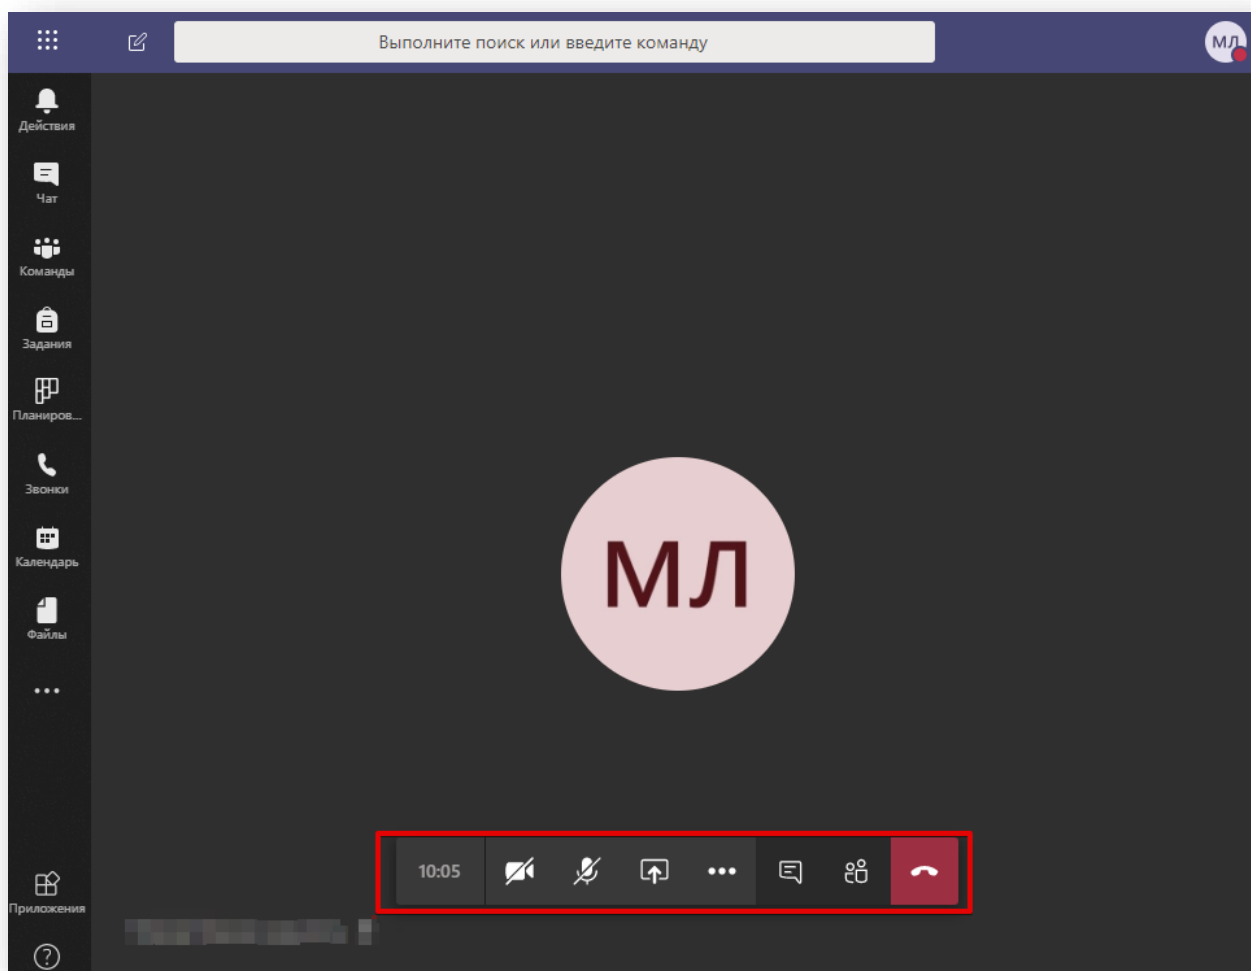 Выполните поиск или введите команду
МЛ
Действия
Чат
Команды
Задания
Планиров...
Звонки
Календарь
Файлы
МЛ
10:05
Приложения